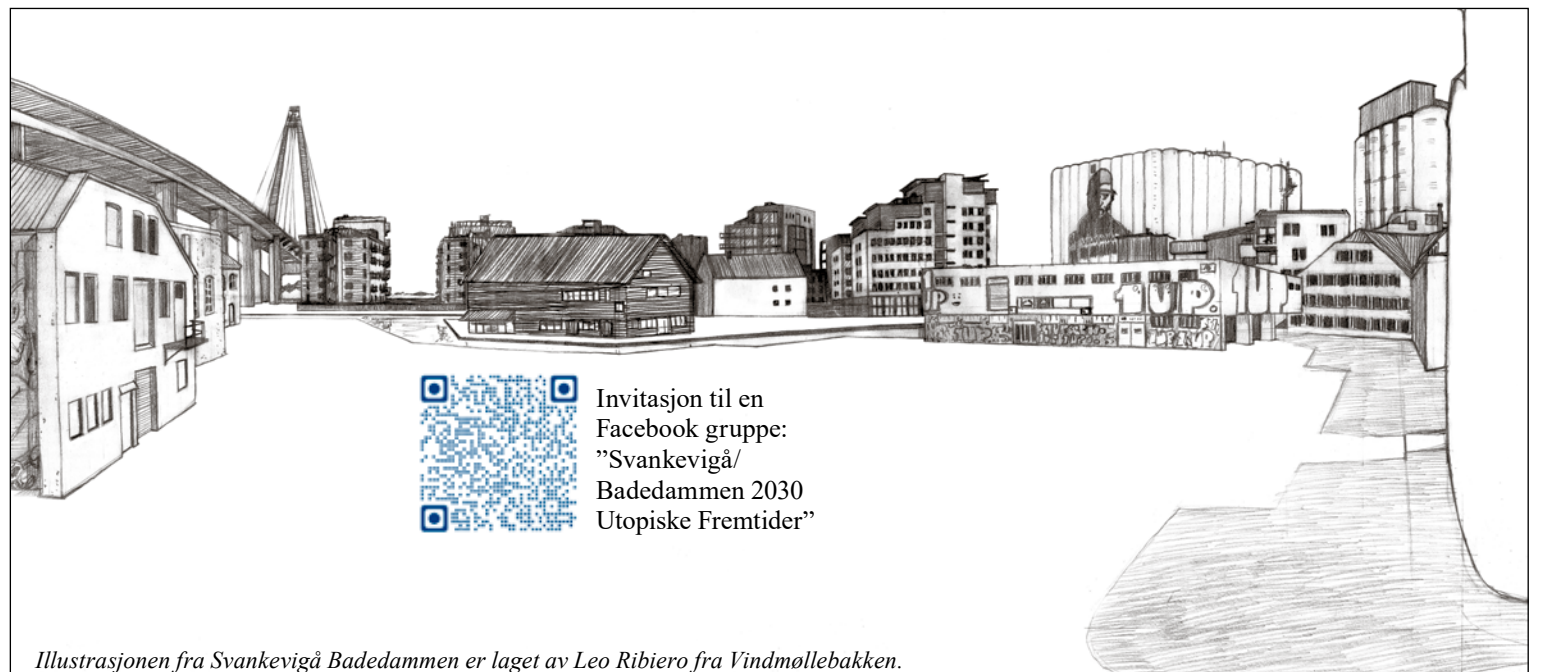 1UP.
Invitasjon til en
Facebook gruppe:
”Svankevigå/
Badedammen 2030
Utopiske Fremtider”
Illustrasjonen fra Svankevigå Badedammen er laget av Leo Ribiero fra Vindmøllebakken.